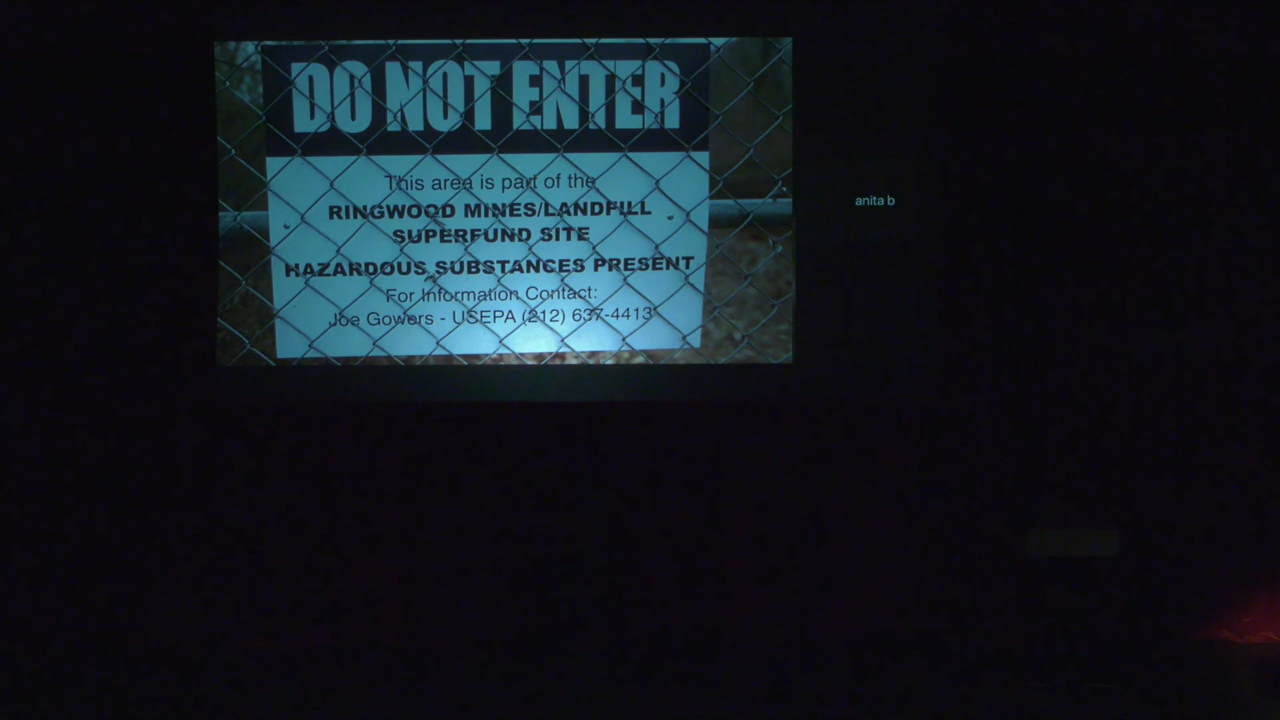 DO NOT ENTER
This area is part of the
RINGWOOD MINES/LANDFILL
SUPERFUND SITE
HAZARDOUS SUBSTANCES PRESENT
For Information Contact:
Joe Gowers - USEPA (212) 637-4413
anita b